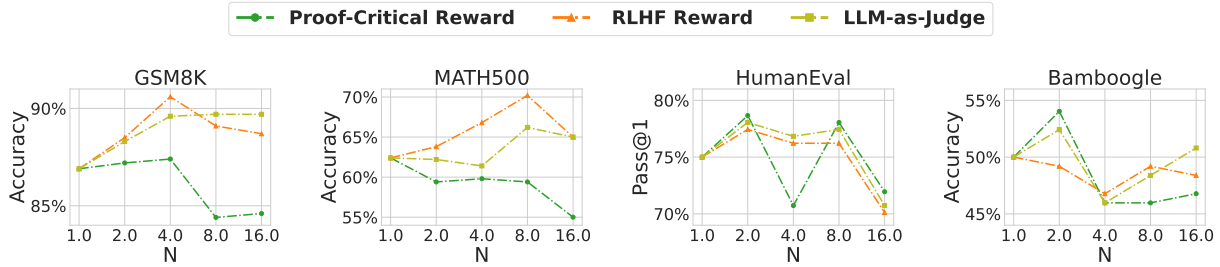 Proof-Critical Reward RLHF Reward LLM-as-Judge
GSM8K
Accuracy
90%
85%
1.0 2.0 4.0 8.0 16.0
N
MATH500
Accuracy
70%
65%
60%
55%
1.0 2.0 4.0 8.0 16.0
N
HumanEval
Pass@1
80%
75%
70%
1.0 2.0 4.0 8.0 16.0
N
Bamboogle
Accuracy
55%
50%
45%
1.0 2.0 4.0 8.0 16.0
N